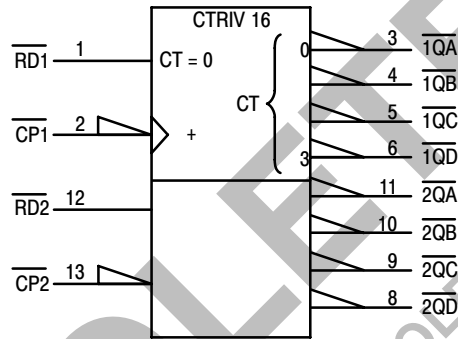 CTRIV 16
RD1 1 CT = 0 0 3 1QA
4 1QB
CP1 2 + CT 5 1QC
3 6 1QD
RD2 12 11 2QA
10 2QB
CP2 13 9 2QC
8 2QD
OLETE